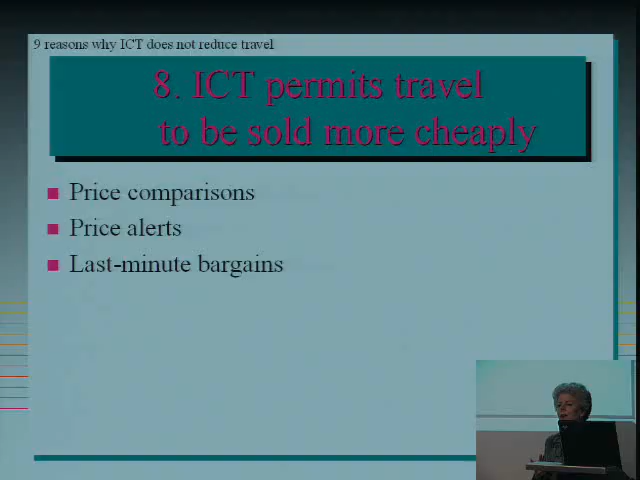 9 reasons why ICT does not reduce travel
8. ICT permits travel
to be sold more cheaply
Price comparisons
Price alerts
Last-minute bargains